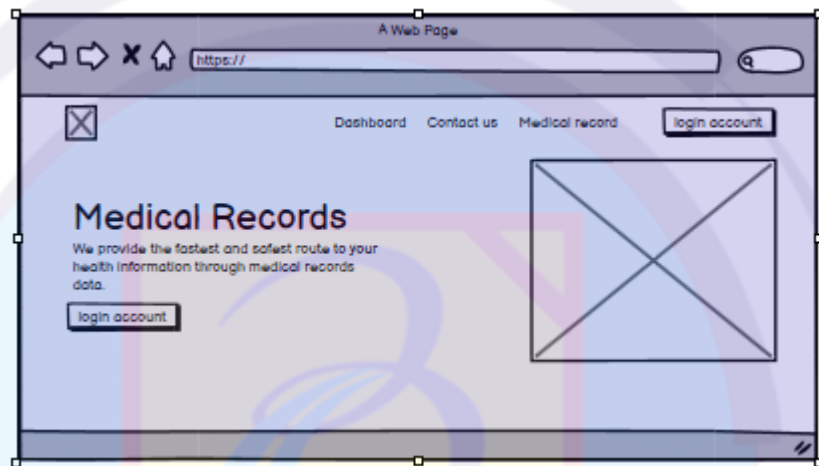 A Web Page
https://
Dashboard Contact us Medical record login account
Medical Records
We provide the fastest and safest route to your
health information through medical records
data.
login account